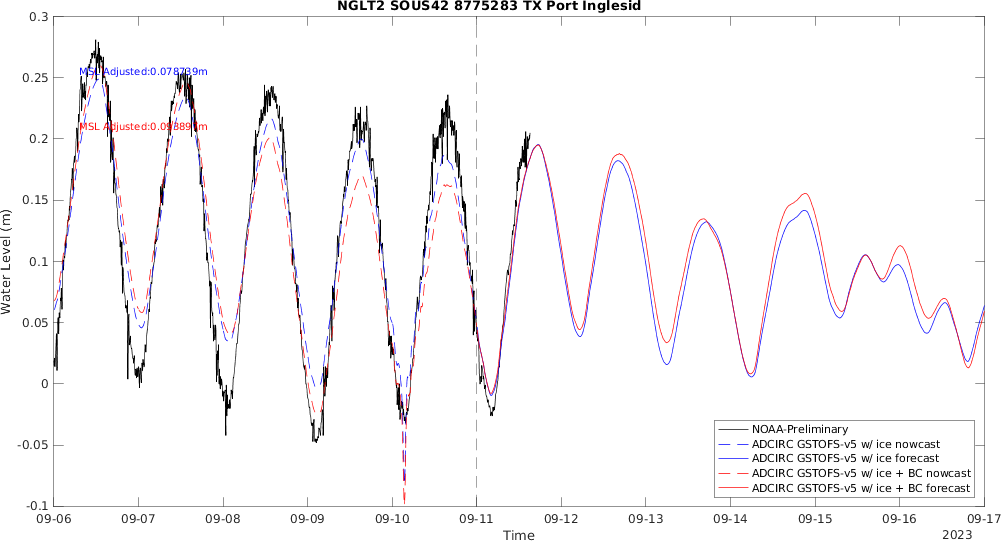 NGLT2 SOUS42 8775283 TX Port Inglesid
0.3
0.25
0.2
0.15
0.1
0.05
0
-0.05
-0.1
Water Level (m)
MSL Adjusted:0.078739m
MSL Adjusted:
NOAA-Preliminary
ADCIRC GSTOFS-v5 w/ ice nowcast
ADCIRC GSTOFS-v5 w/ ice forecast
ADCIRC GSTOFS-v5 w/ ice + BC nowcast
ADCIRC GSTOFS-v5 w/ ice + BC forecast
09-06 09-07 09-08 09-09 09-10 09-11 09-12 09-13 09-14 09-15 09-16 09-17
Time
2023